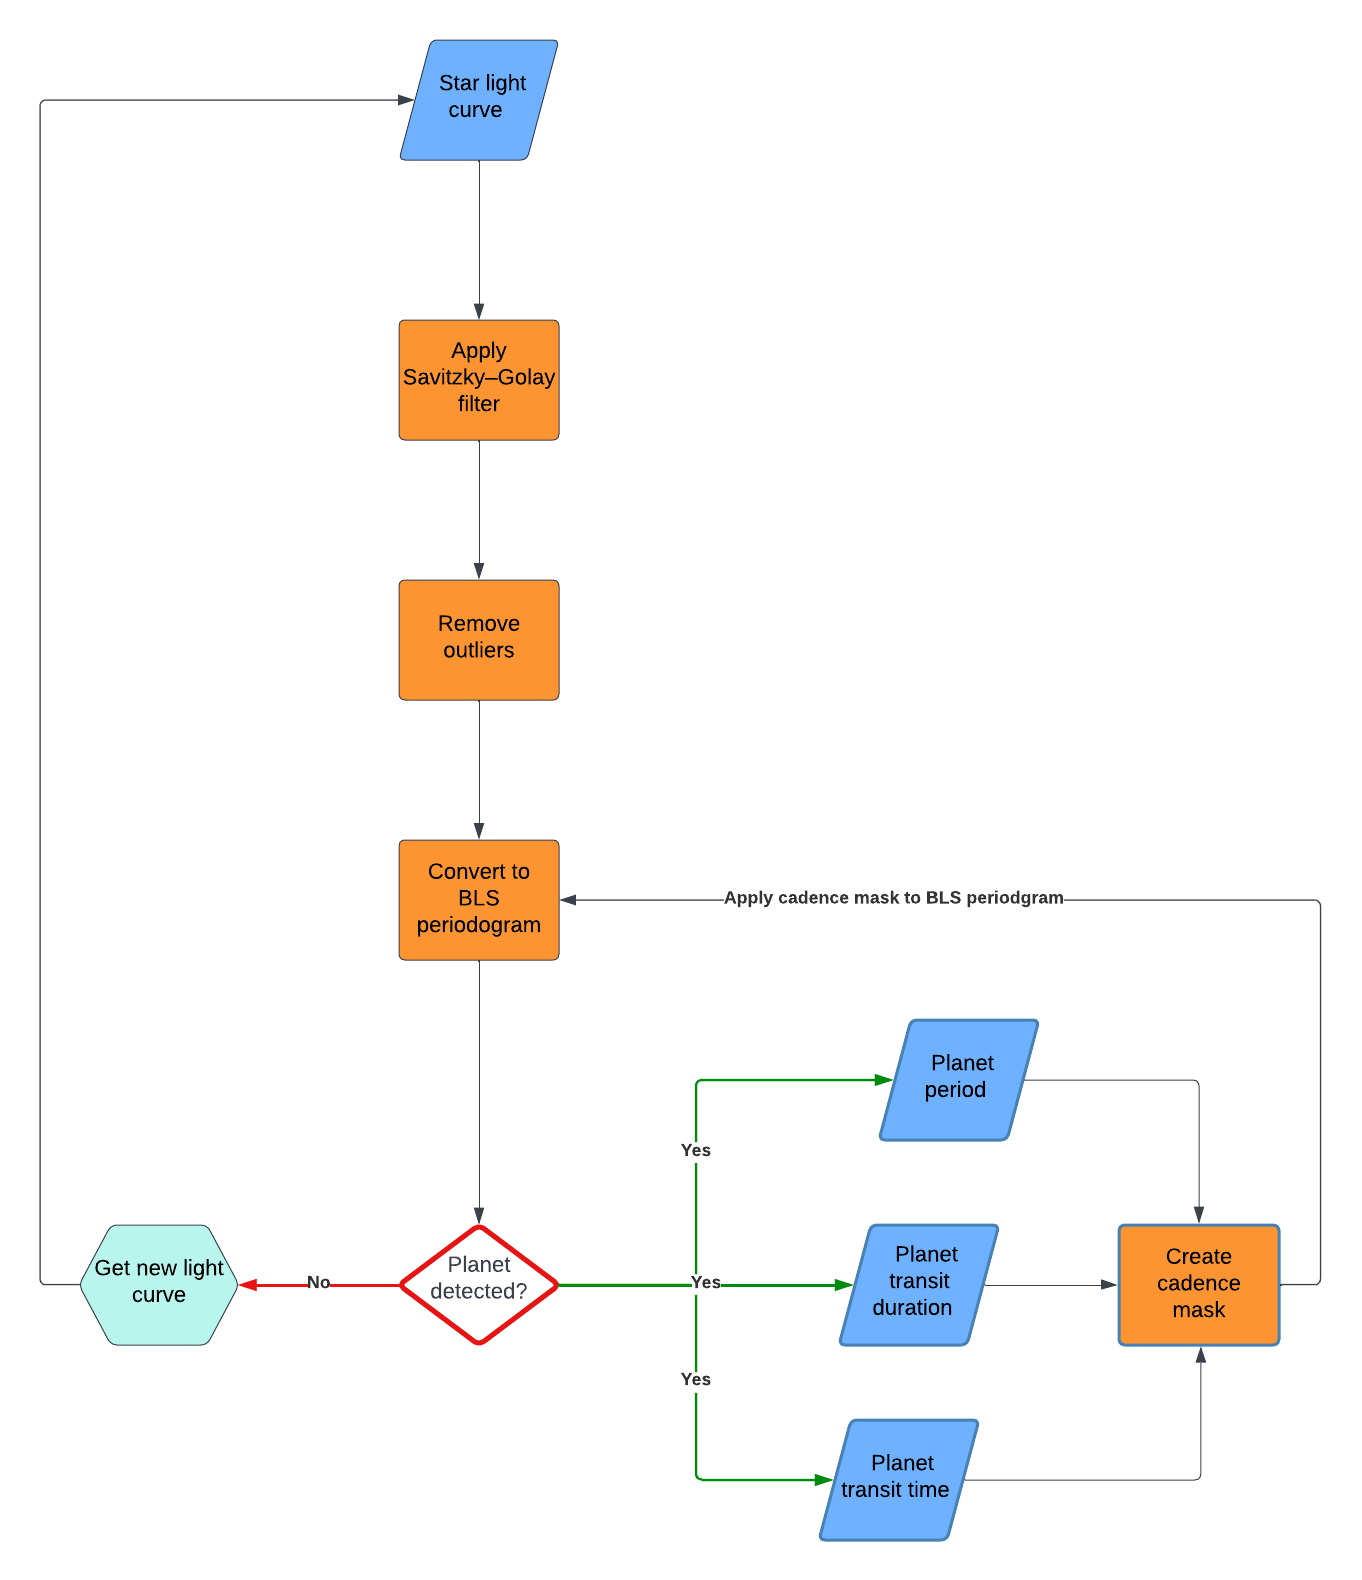 Star light
curve
Apply
Savitzky–Golay
filter
Remove
outliers
Convert to
BLS
periodogram
Apply cadence mask to BLS periodgram
Planet
period
Yes
Get new light
curve
No
Planet
detected?
Yes
Planet
transit
duration
Create
cadence
mask
Yes
Planet
transit time